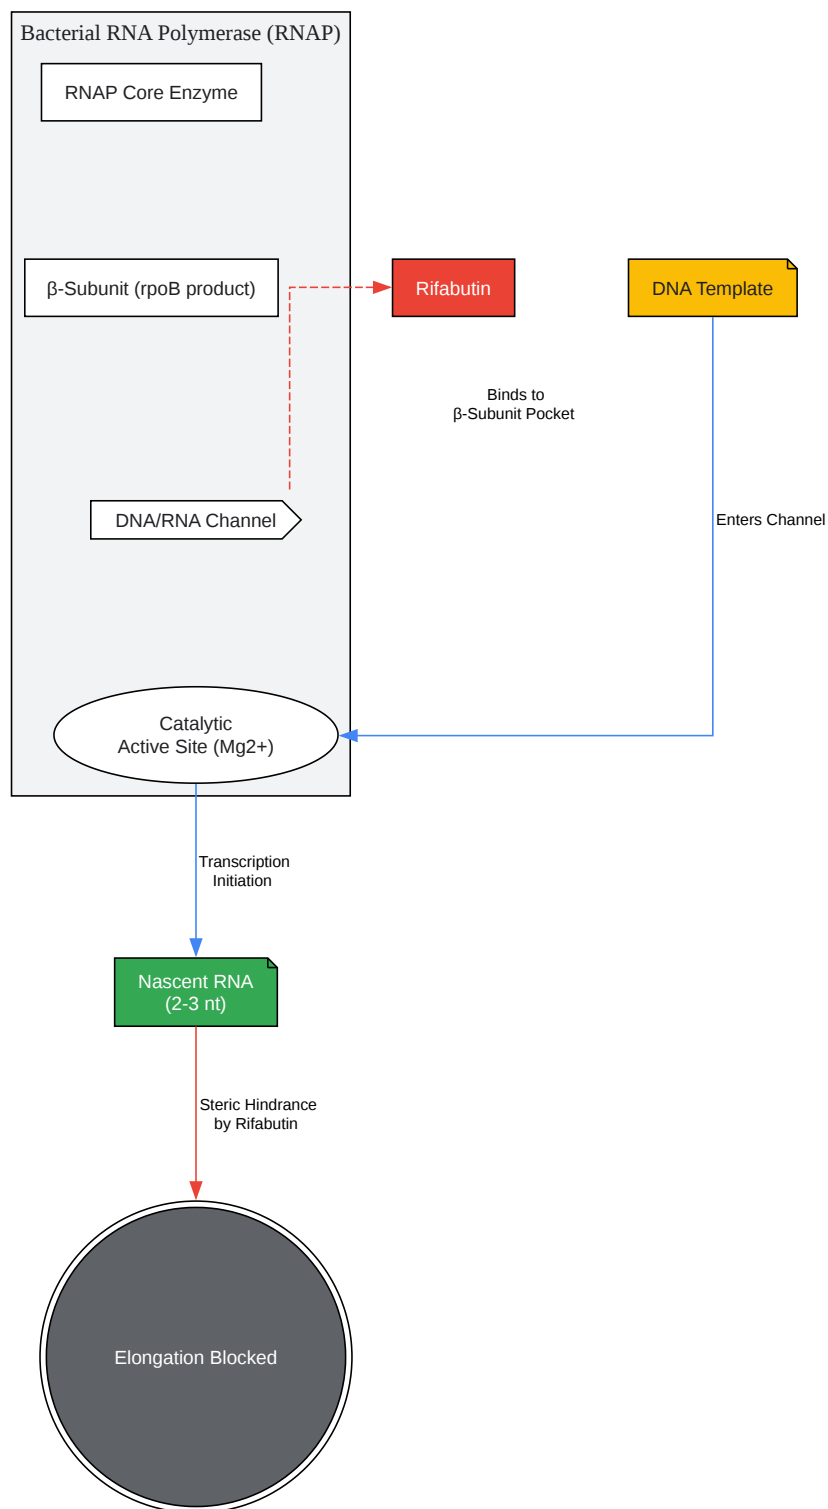 Bacterial RNA Polymerase (RNAP)
RNAP Core Enzyme
β-Subunit (rpoB product)
Rifabutin
DNA Template
Binds to
β-Subunit Pocket
DNA/RNA Channel
Enters Channel
Catalytic
Active Site (Mg2+)
Transcription
Initiation
Nascent RNA
(2-3 nt)
Steric Hindrance
by Rifabutin
Elongation Blocked